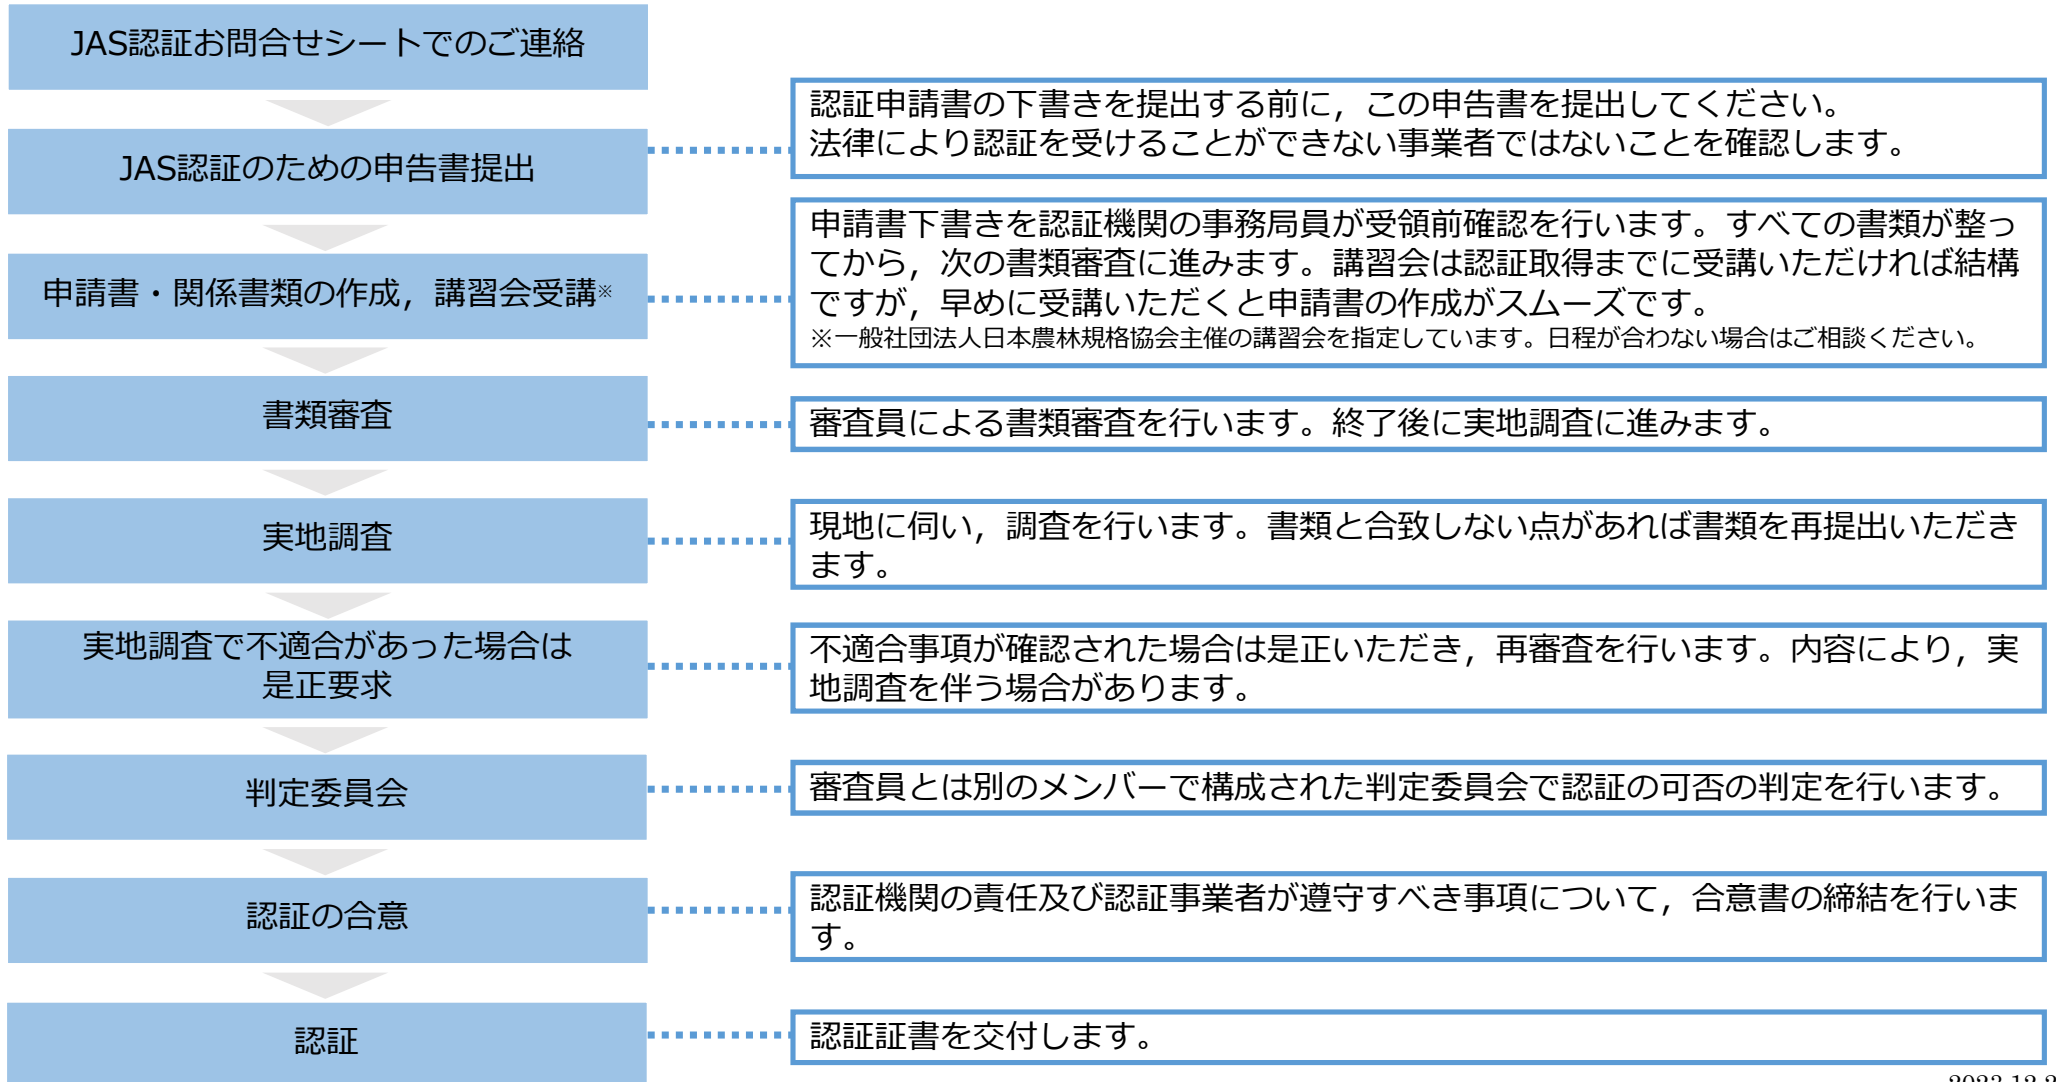 JAS認証お問合せシートでのご連絡
JAS認証のための申告書提出
認証申請書の下書きを提出する前に，この申告書を提出してください。
法律により認証を受けることができない事業者ではないことを確認します。
申請書・関係書類の作成，講習会受講※
申請書下書きを認証機関の事務局員が受領前確認を行います。すべての書類が整っ
てから，次の書類審査に進みます。講習会は認証取得までに受講いただければ結構
ですが，早めに受講いただくと申請書の作成がスムーズです。
※一般社団法人日本農林規格協会主催の講習会を指定しています。日程が合わない場合はご相談ください。
書類審査
審査員による書類審査を行います。終了後に実地調査に進みます。
実地調査
現地に伺い，調査を行います。書類と合致しない点があれば書類を再提出いただき
ます。
実地調査で不適合があった場合は
是正要求
不適合事項が確認された場合は是正いただき，再審査を行います。内容により，実
地調査を伴う場合があります。
判定委員会
審査員とは別のメンバーで構成された判定委員会で認証の可否の判定を行います。
認証の合意
認証機関の責任及び認証事業者が遵守すべき事項について，合意書の締結を行いま
す。
認証
認証証書を交付します。